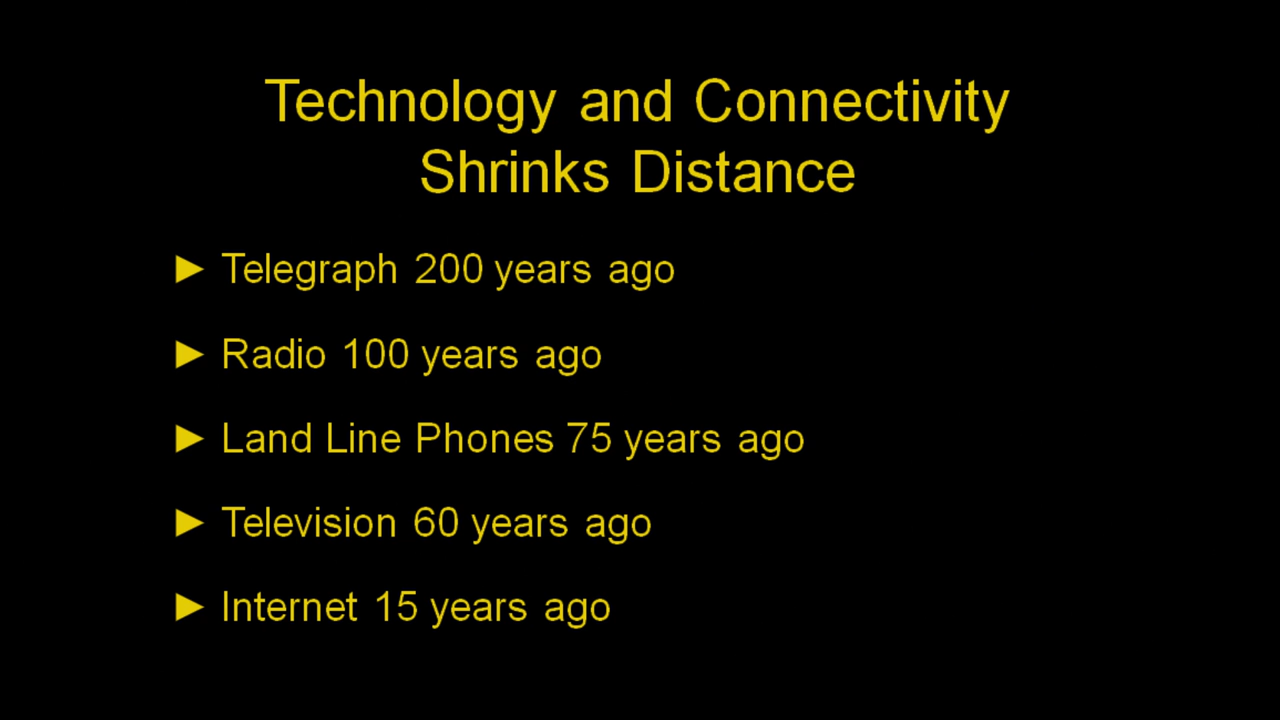 Technology and Connectivity
Shrinks Distance
► Telegraph 200 years ago
► Radio 100 years ago
► Land Line Phones 75 years ago
► Television 60 years ago
► Internet 15 years ago